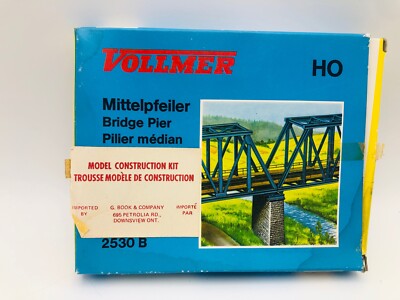 VOLLMER
HO
Mittelpfeiler
Bridge Pier
Pilier médian
MODEL CONSTRUCTION KIT
TROUSSE MODÈLE DE CONSTRUCTION
IMPORTED BY
G. BOOK & COMPANY
695 PETROLIA RD.,
DOWNSVIEW ONT.
IMPORTÉ PAR
2530 B